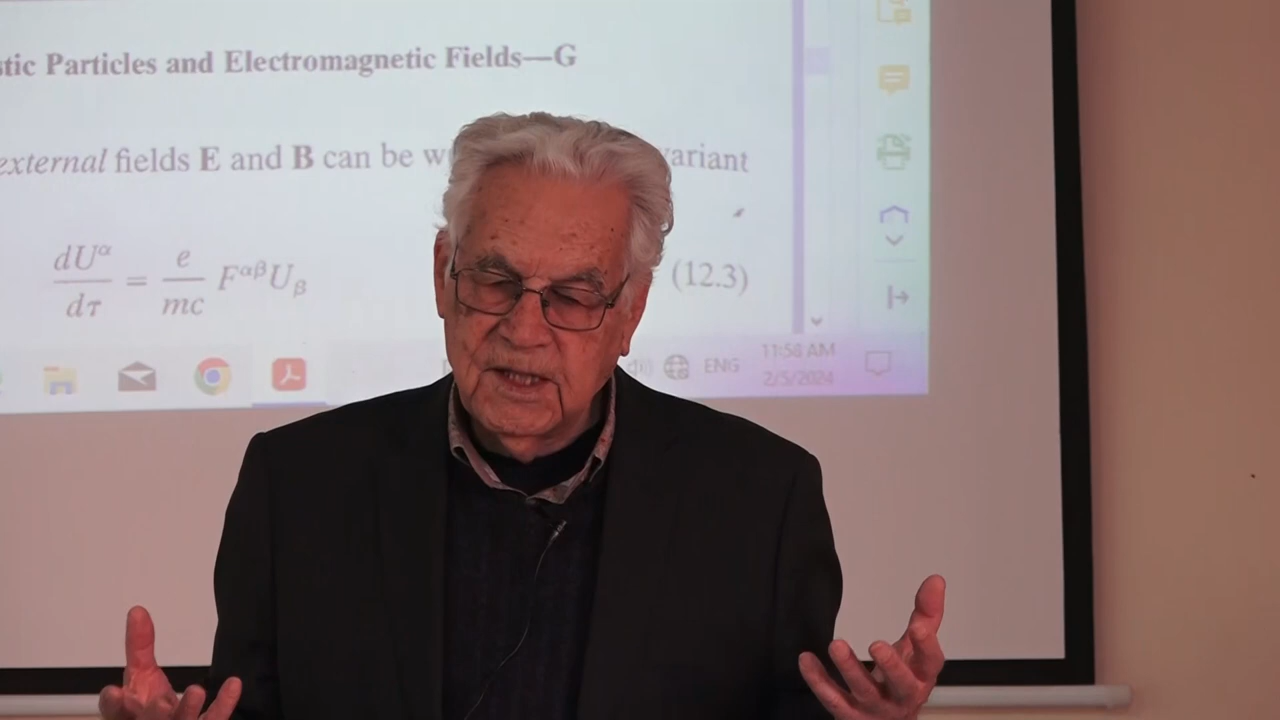 stic Particles and Electromagnetic Fields—G
external fields E and B can be w variant
dU^α/dτ = e/mc F^{αβ}U_β (12.3)
ENG
11:58 AM
2/5/2024